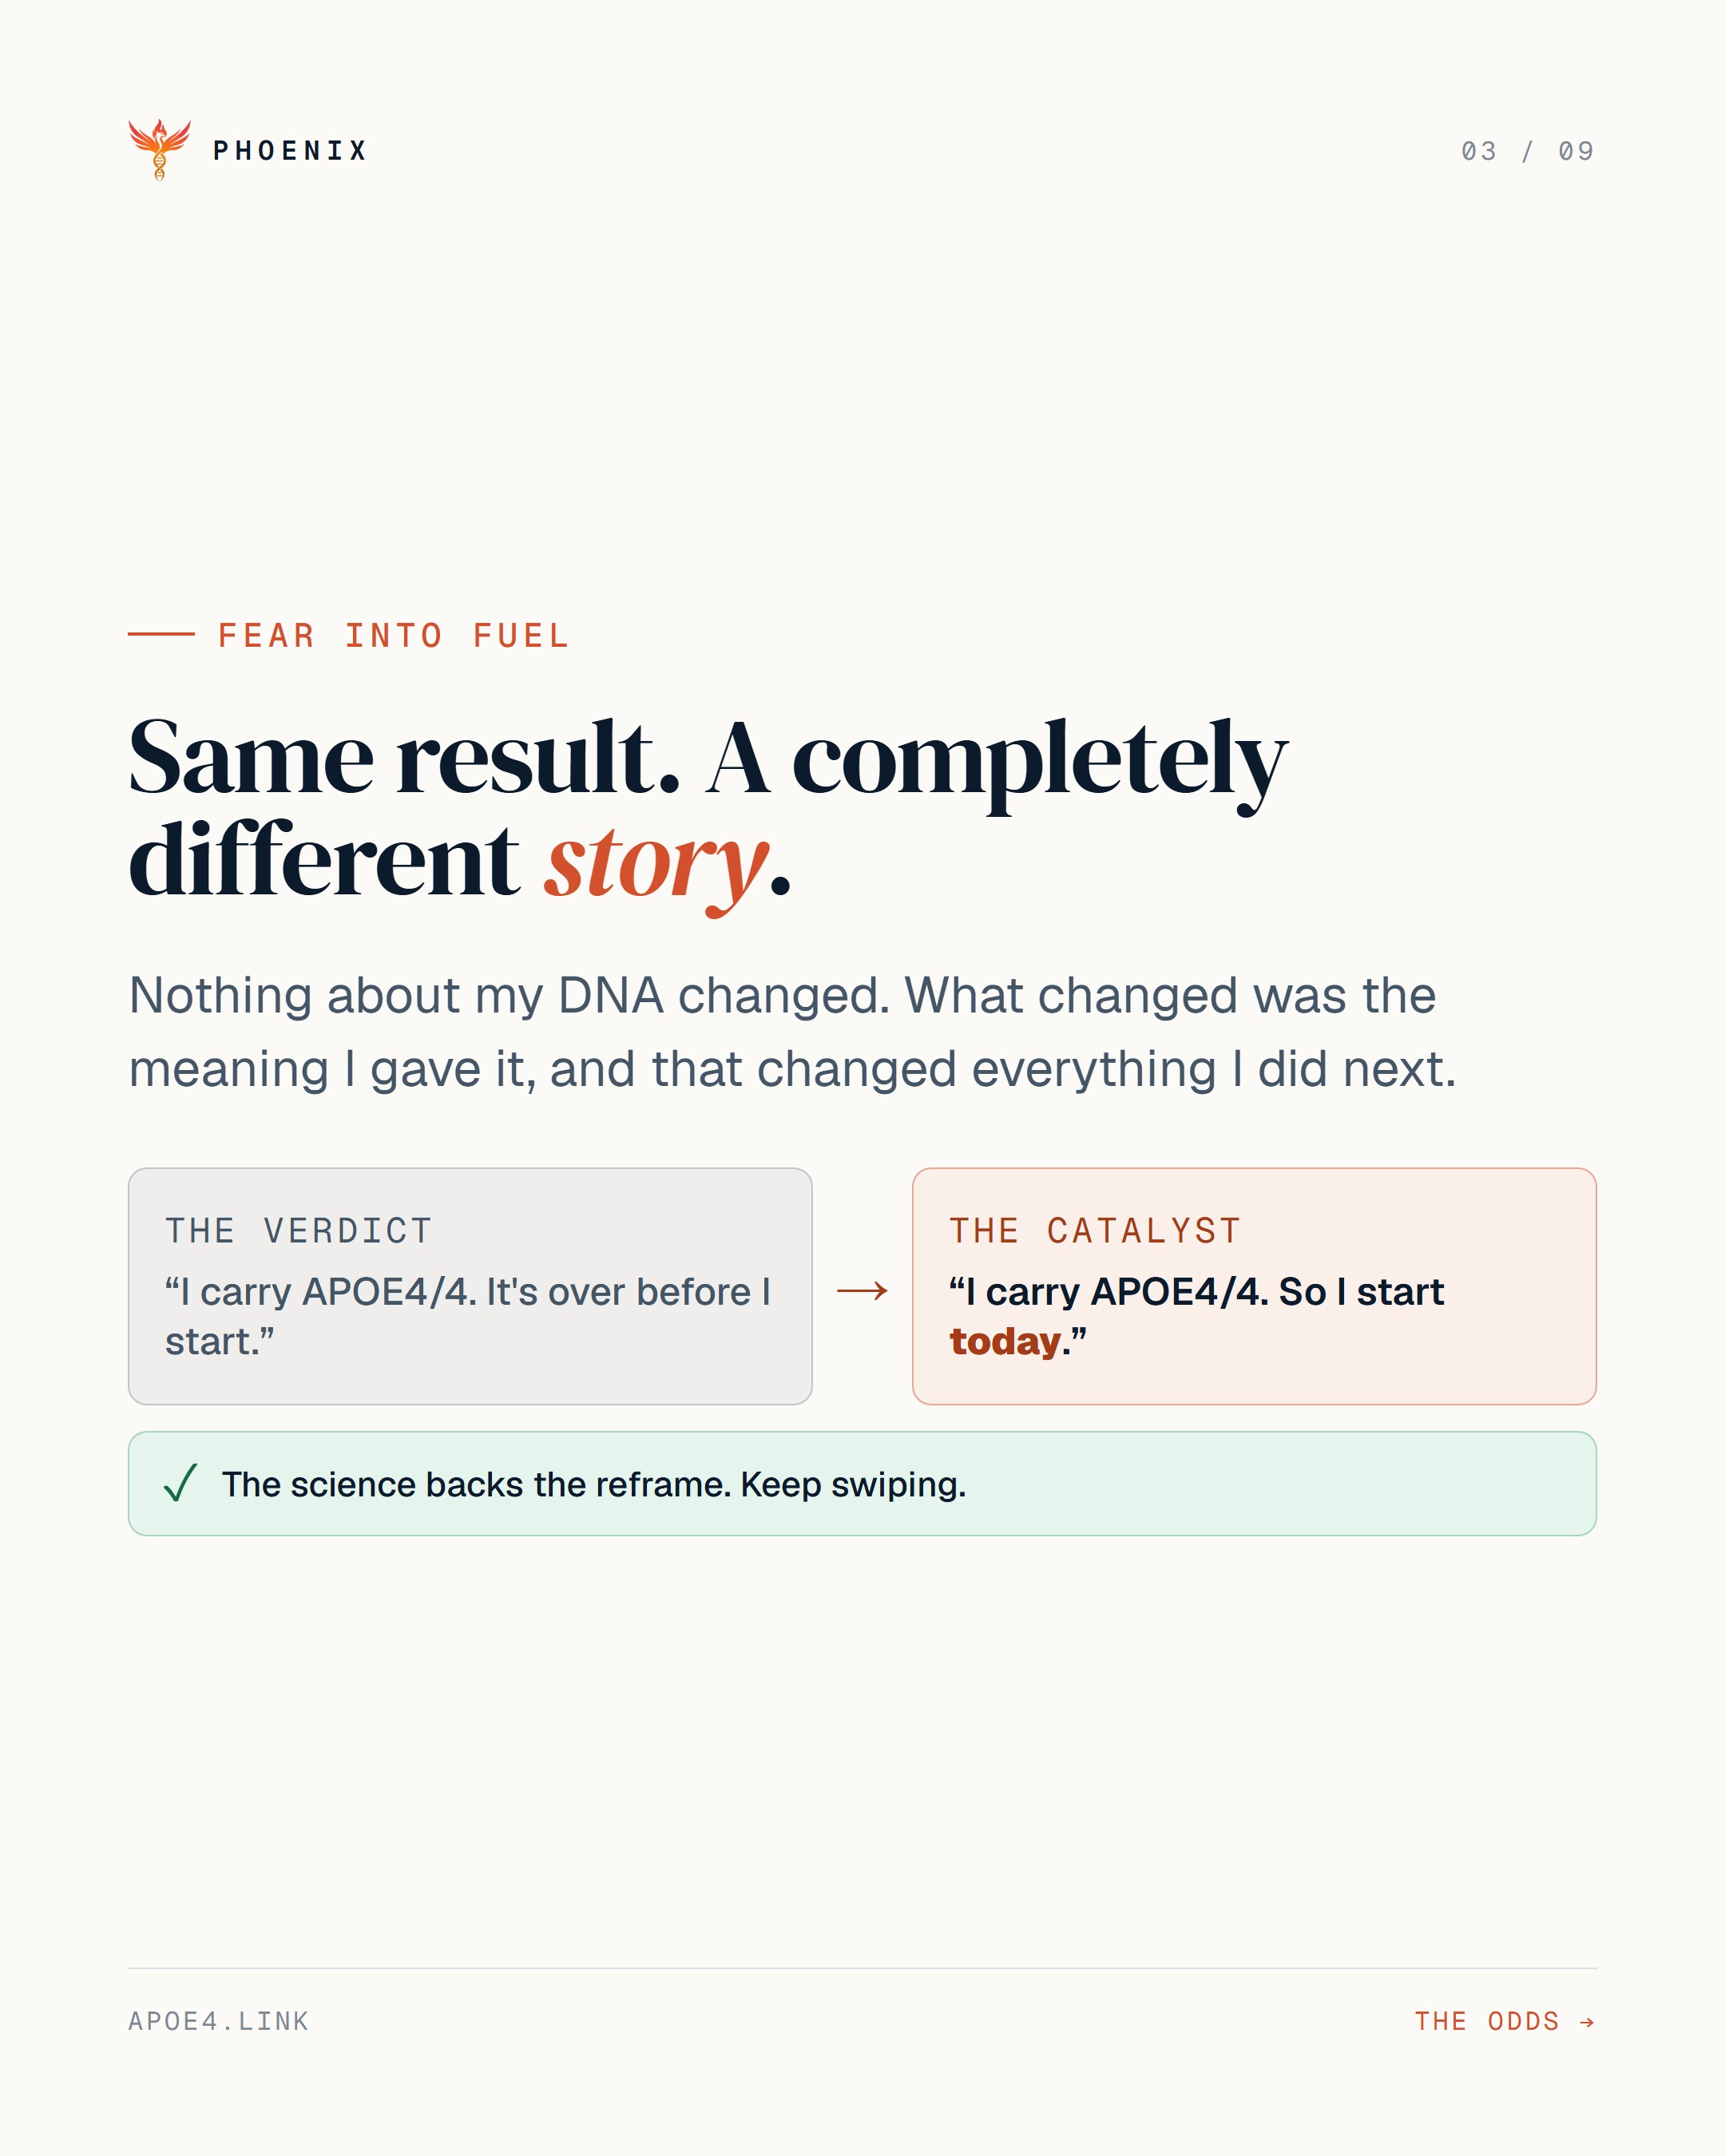 PHOENIX
03 / 09
FEAR INTO FUEL
Same result. A completely
different story.
Nothing about my DNA changed. What changed was the
meaning I gave it, and that changed everything I did next.
THE VERDICT
“I carry APOE4/4. It's over before I
start.”
→
THE CATALYST
“I carry APOE4/4. So I start
today.”
✓ The science backs the reframe. Keep swiping.
APOE4.LINK
THE ODDS →